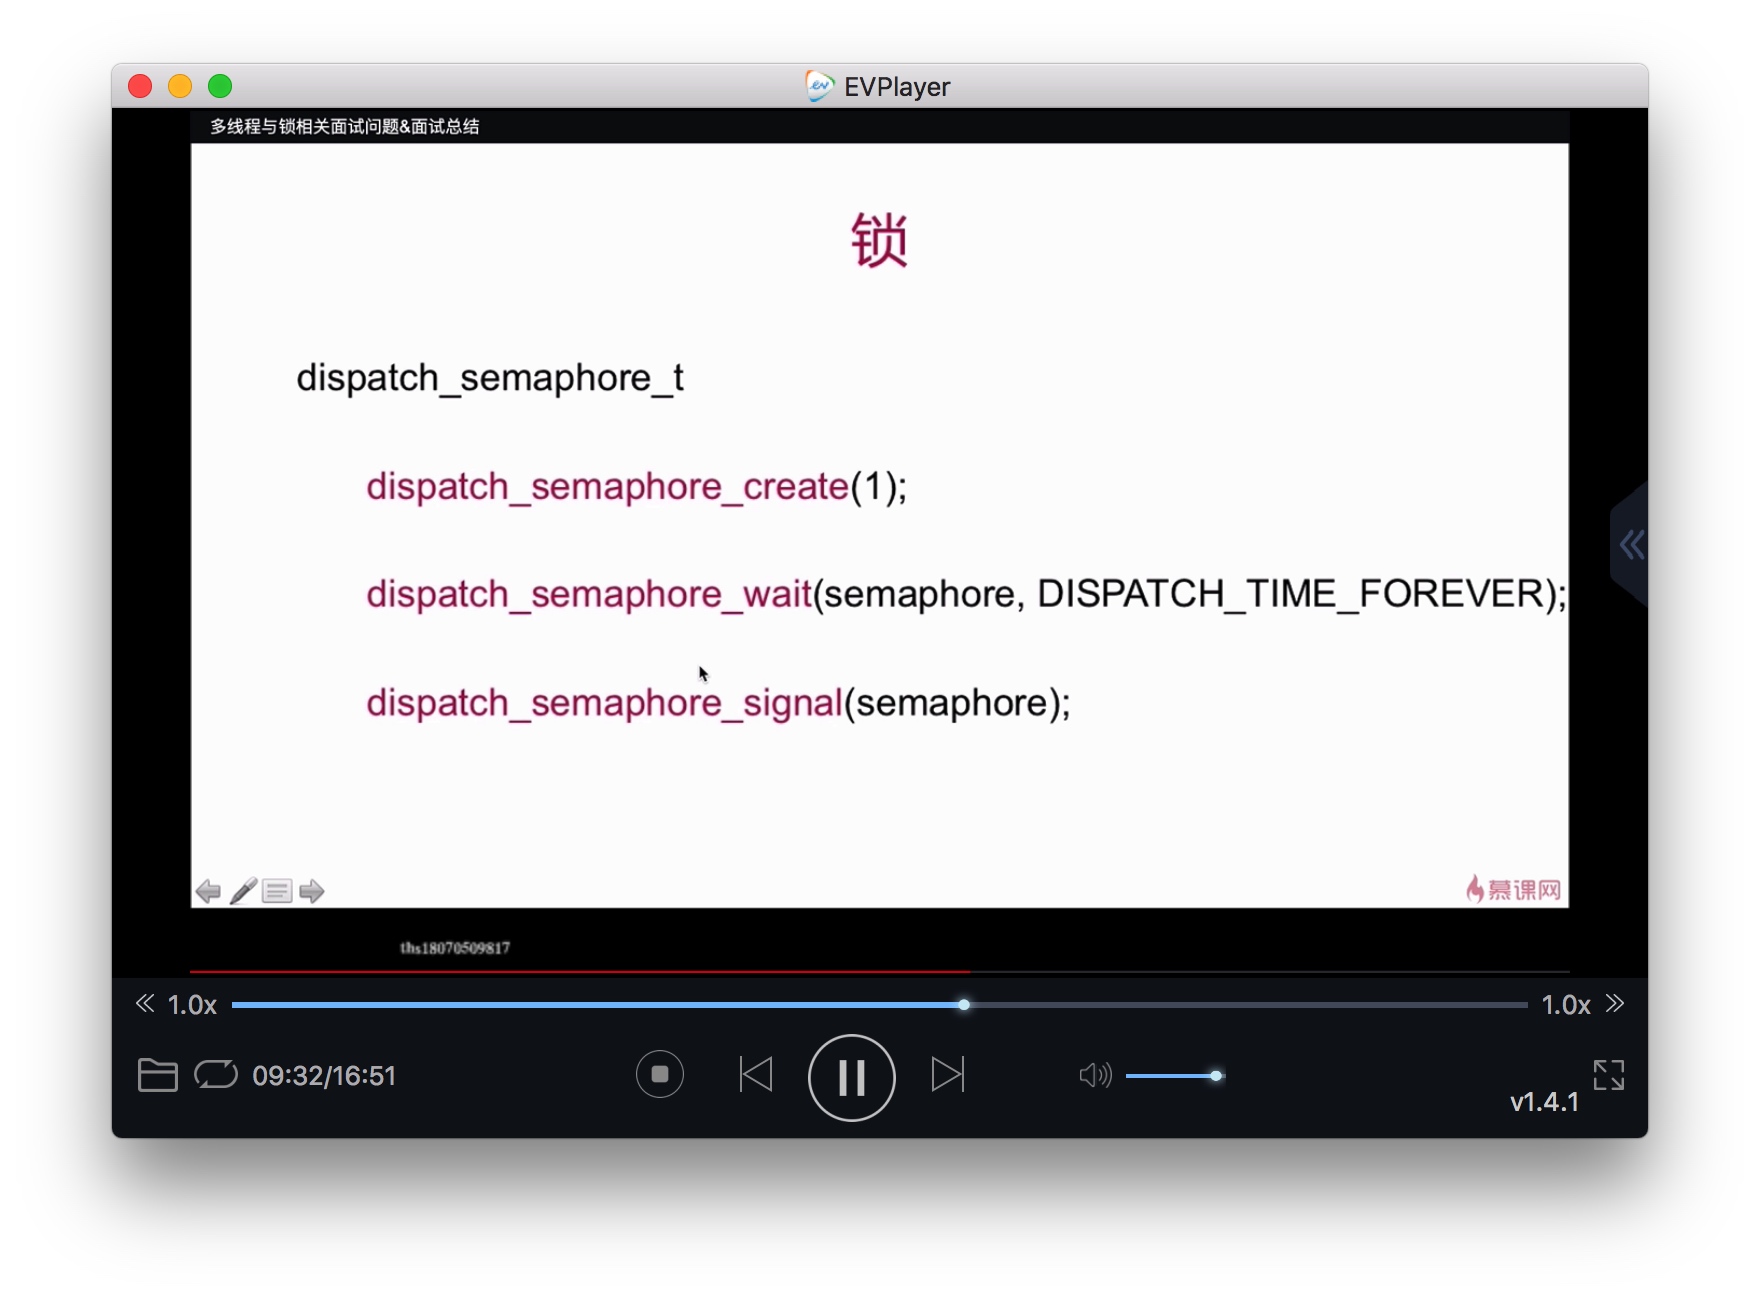 EVPlayer
多线程与锁相关面试问题&面试总结
锁
dispatch_semaphore_t
dispatch_semaphore_create(1);
dispatch_semaphore_wait(semaphore, DISPATCH_TIME_FOREVER);
dispatch_semaphore_signal(semaphore);
慕课网
ths18070509817
1.0x
1.0x
09:32/16:51
v1.4.1